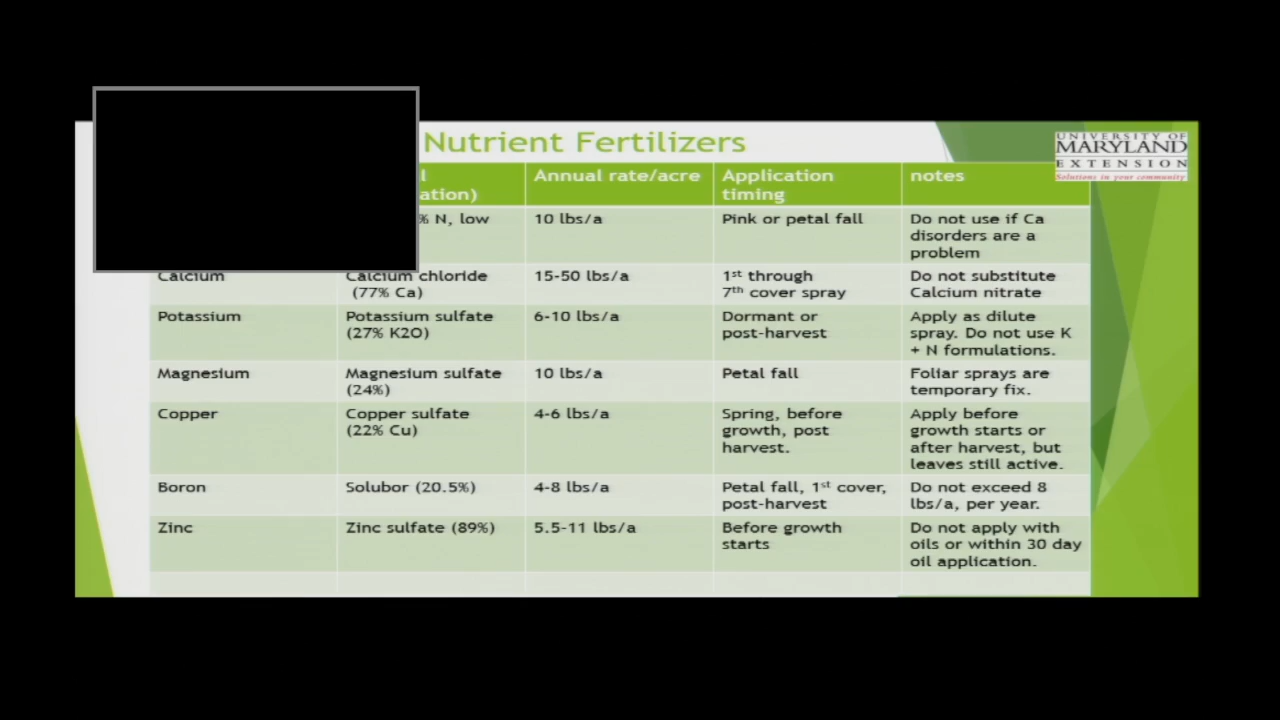 Nutrient Fertilizers
UNIVERSITY OF
MARYLAND
EXTENSION
Solutions in your community
Annual rate/acre
Application
notes
timing
% N, low
10 lbs/a
Pink or petal fall
Do not use if Ca
disorders are a
problem
Calcium
Calcium chloride
(77% Ca)
15-50 lbs/a
1st through
7th cover spray
Do not substitute
Calcium nitrate
Potassium
Potassium sulfate
(27% K2O)
6-10 lbs/a
Dormant or
post-harvest
Apply as dilute
spray. Do not use K
+ N formulations.
Magnesium
Magnesium sulfate
(24%)
10 lbs/a
Petal fall
Foliar sprays are
temporary fix.
Copper
Copper sulfate
(22% Cu)
4-6 lbs/a
Spring, before
growth, post
harvest.
Apply before
growth starts or
after harvest, but
leaves still active.
Boron
Solubor (20.5%)
4-8 lbs/a
Petal fall, 1st cover,
post-harvest
Do not exceed 8
lbs/a, per year.
Zinc
Zinc sulfate (89%)
5.5-11 lbs/a
Before growth
starts
Do not apply with
oils or within 30 day
oil application.